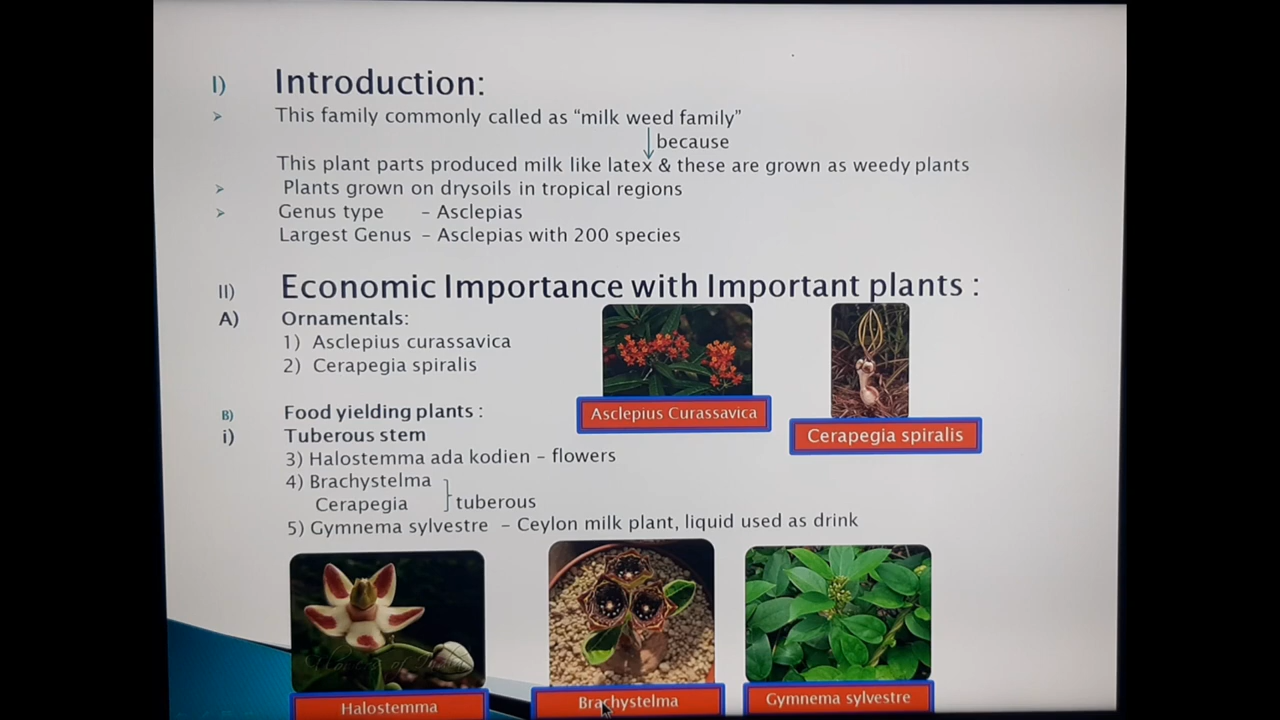 I) Introduction:
➢ This family commonly called as “milk weed family”
because
This plant parts produced milk like latex & these are grown as weedy plants
➢ Plants grown on drysoils in tropical regions
➢ Genus type – Asclepias
Largest Genus – Asclepias with 200 species
II) Economic Importance with Important plants :
A) Ornamentals:
1) Asclepius curassavica
2) Cerapegia spiralis
Asclepius Curassavica
Cerapegia spiralis
B) Food yielding plants :
i) Tuberous stem
3) Halostemma ada kodien – flowers
4) Brachystelma
Cerapegia
tuberous
5) Gymnema sylvestre – Ceylon milk plant, liquid used as drink
Halostemma
Brachystelma
Gymnema sylvestre